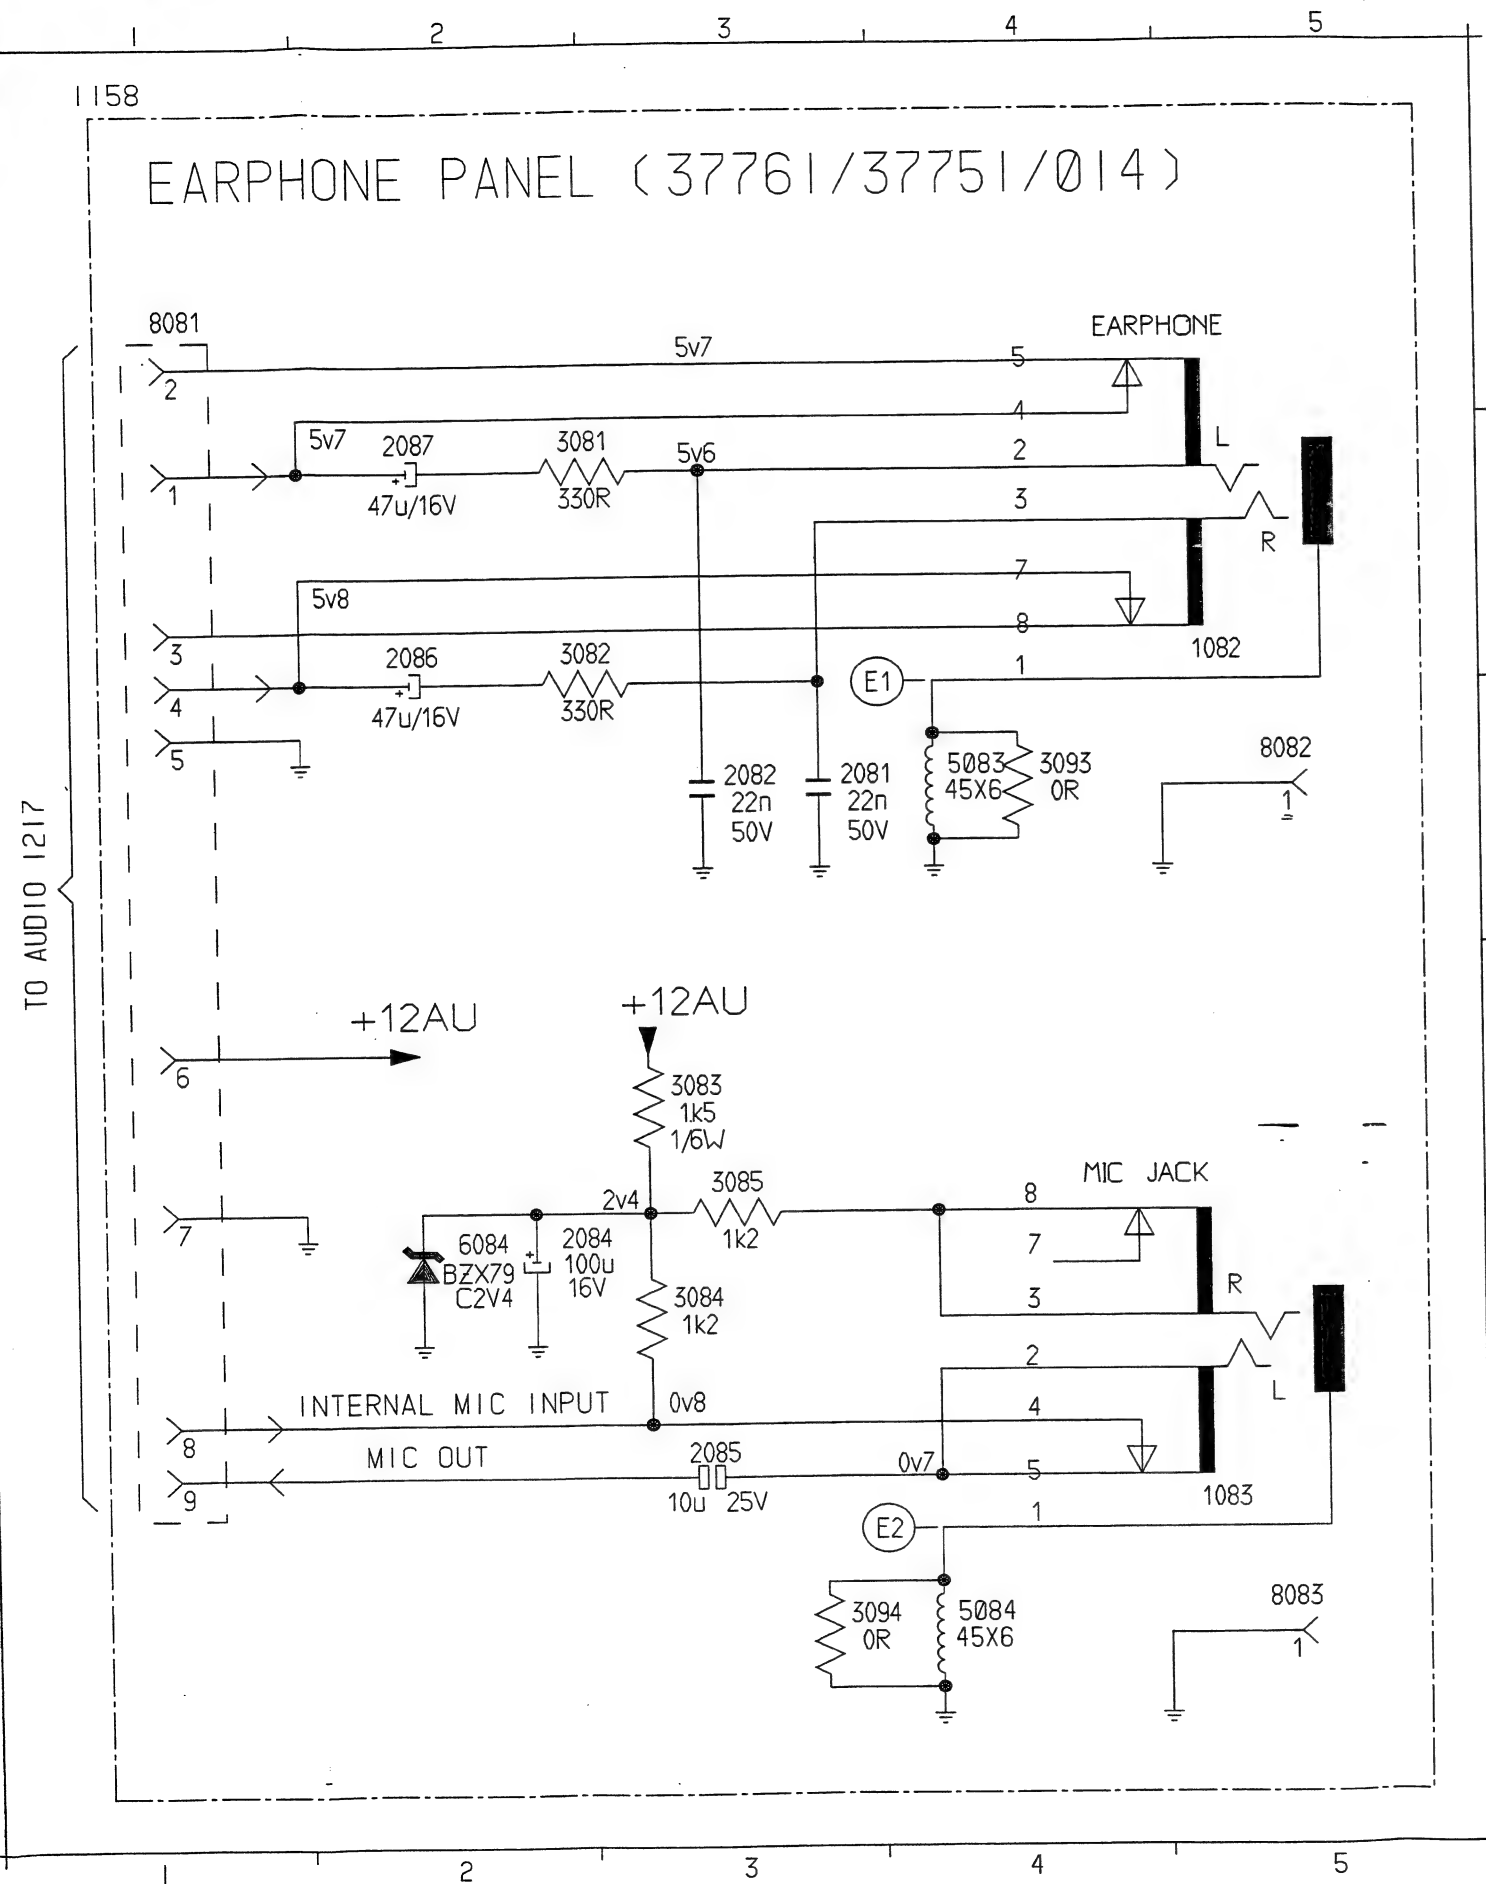 1 2 3 4 5
1158
EARPHONE PANEL (37761/37751/014)
8081
EARPHONE
5v7
5
2
4
5v7
2087
3081
5v6
2
L
1
47u/16V
330R
3
R
7
5v8
8
3
2086
3082
1
1082
4
47u/16V
330R
E1
5
8082
2082
22n
50V
2081
22n
50V
5083
45X6
3093
0R
1
TO AUDIO 1217
+12AU
+12AU
6
3083
1k5
1/6W
MIC JACK
3085
8
2v4
1k2
7
7
6084
BZX79
C2V4
2084
100u
16V
3084
1k2
R
3
2
L
INTERNAL MIC INPUT
0v8
4
8
MIC OUT
2085
0v7
5
9
10u 25V
1083
E2
1
8083
3094
0R
5084
45X6
1
1 2 3 4 5